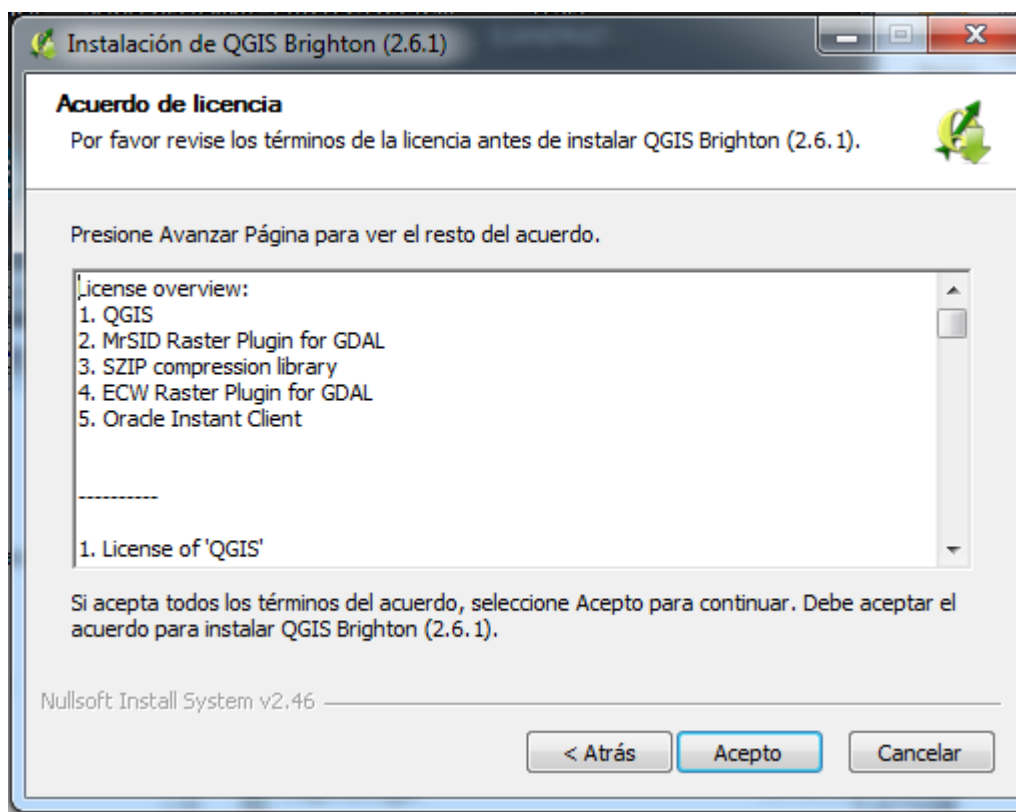 Instalación de QGIS Brighton (2.6.1)
Acuerdo de licencia
Por favor revise los términos de la licencia antes de instalar QGIS Brighton (2.6.1).
Presione Avanzar Página para ver el resto del acuerdo.
License overview:
1. QGIS
2. MrSID Raster Plugin for GDAL
3. SZIP compression library
4. ECW Raster Plugin for GDAL
5. Oracle Instant Client
----------
1. License of 'QGIS'
Si acepta todos los términos del acuerdo, seleccione Acepto para continuar. Debe aceptar el
acuerdo para instalar QGIS Brighton (2.6.1).
Nullsoft Install System v2.46
< Atrás
Acepto
Cancelar